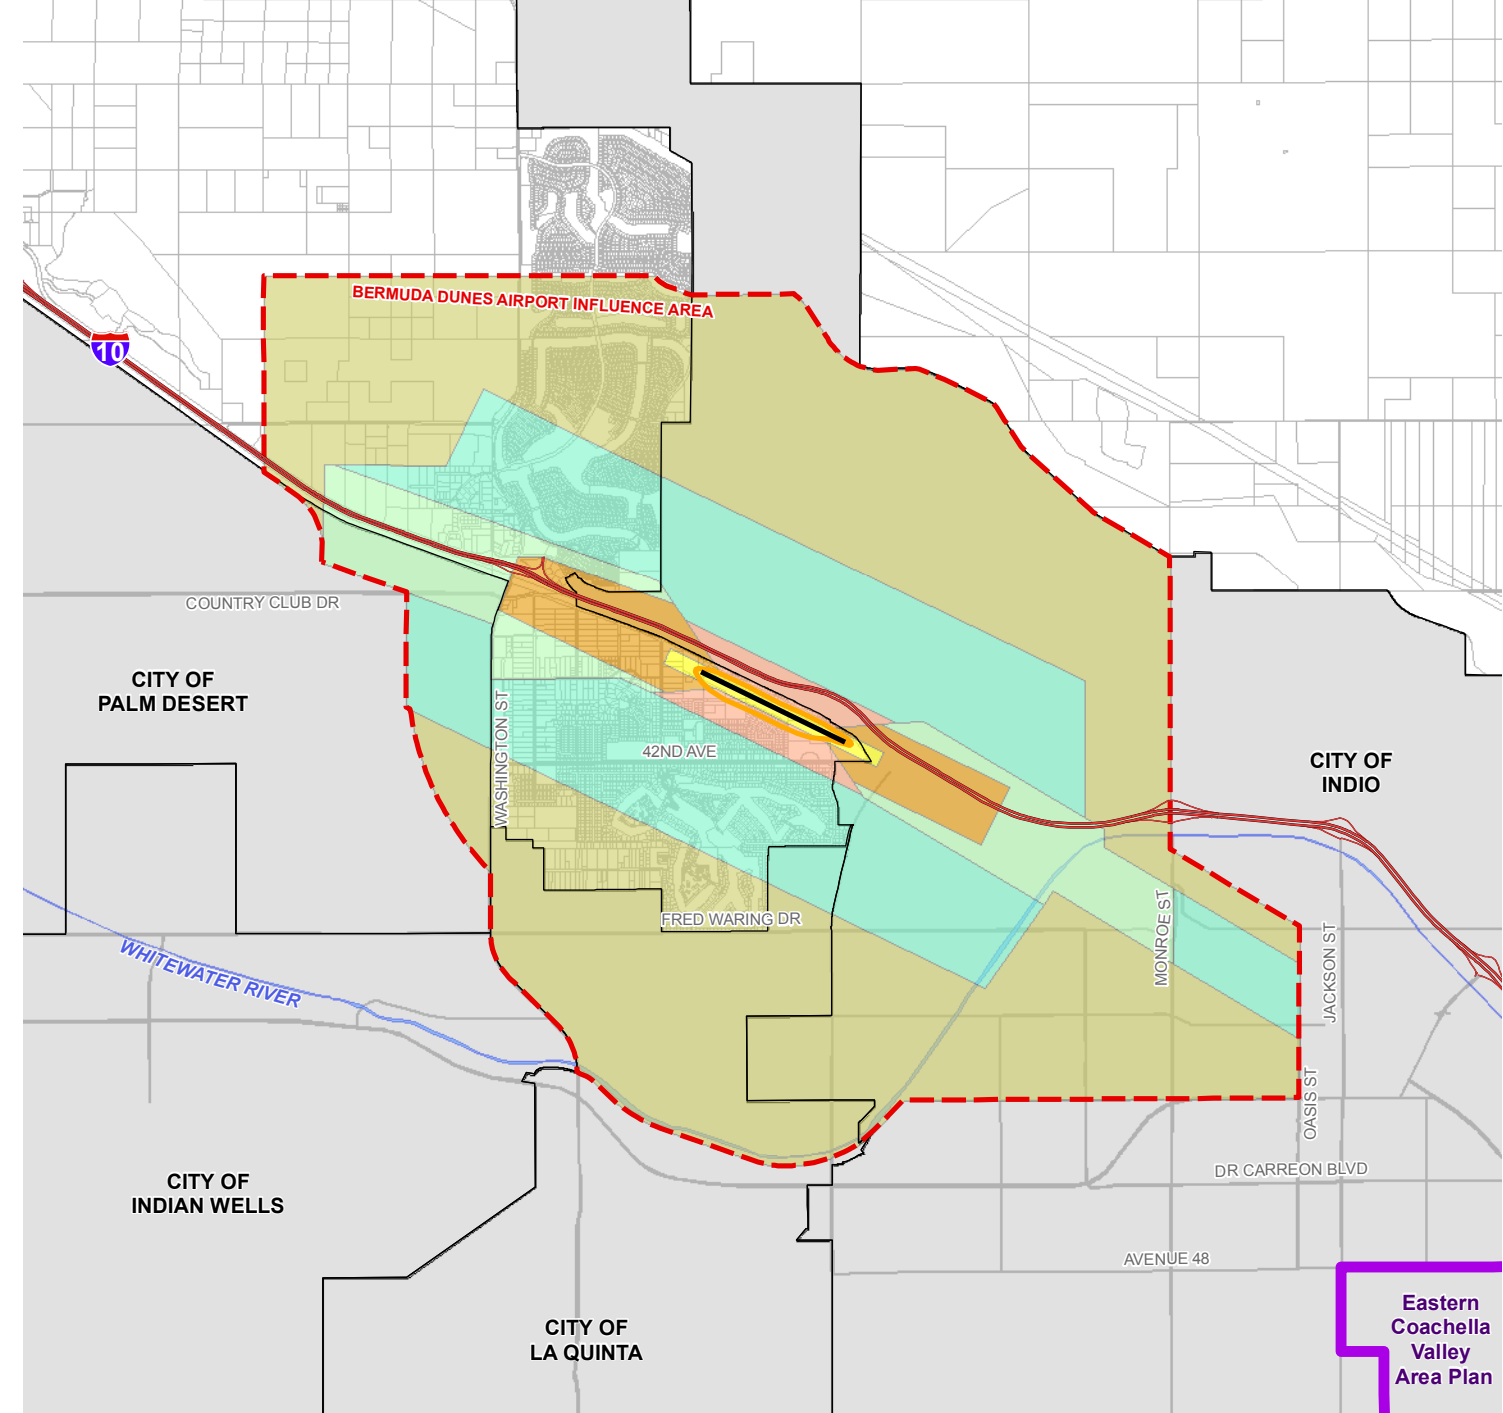 BERMUDA DUNES AIRPORT INFLUENCE AREA
10
COUNTRY CLUB DR
CITY OF
PALM DESERT
WASHINGTON ST
42ND AVE
CITY OF
INDIO
FRED WARING DR
MONROE ST
JACKSON ST
WHITEWATER RIVER
OASIS ST
DR CARREON BLVD
CITY OF
INDIAN WELLS
AVENUE 48
CITY OF
LA QUINTA
Eastern
Coachella
Valley
Area Plan